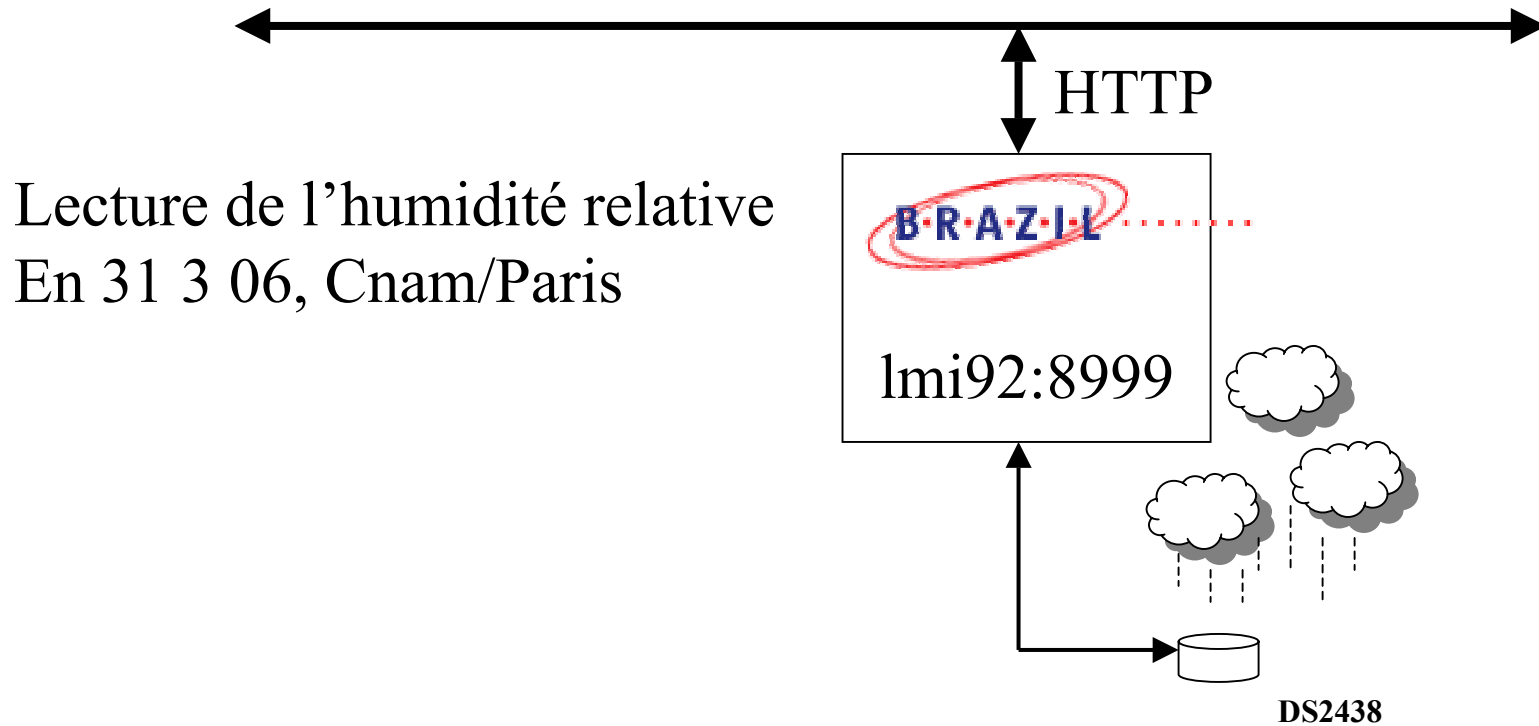 HTTP
Lecture de l’humidité relative
En 31 3 06, Cnam/Paris
B·R·A·Z·I·L
lmi92:8999
DS2438